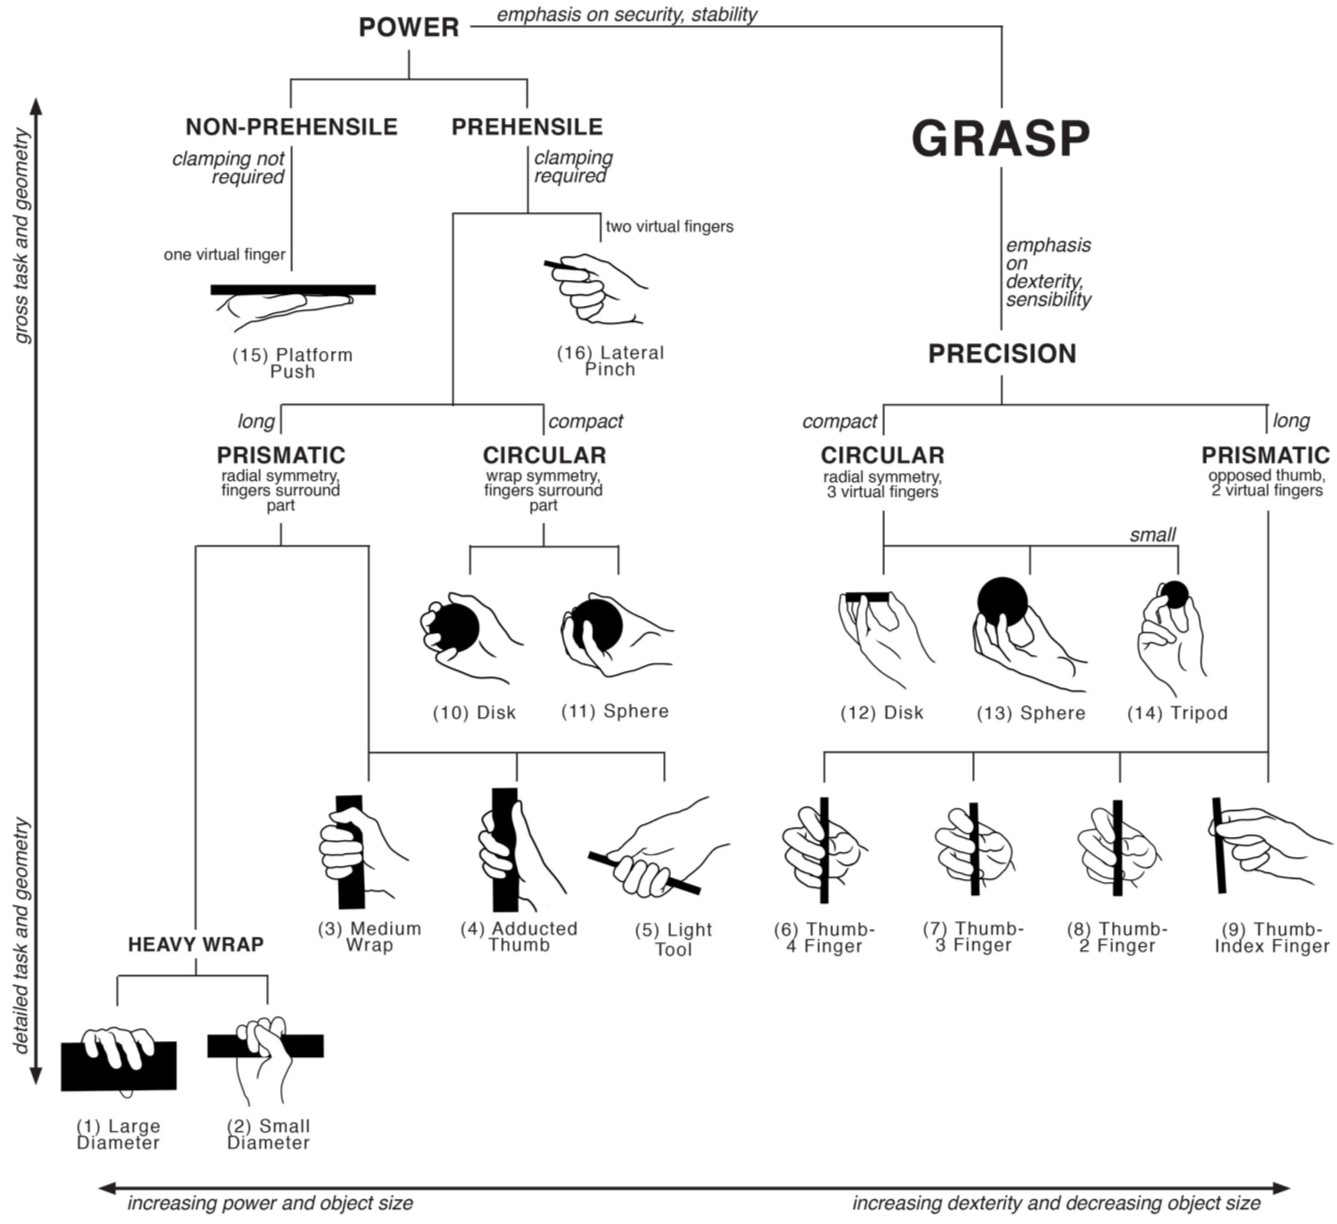 POWER
emphasis on security, stability
NON-PREHENSILE
PREHENSILE
GRASP
clamping not
required
clamping
required
one virtual finger
two virtual fingers
emphasis
on
dexterity,
sensibility
(15) Platform
Push
(16) Lateral
Pinch
PRECISION
long
compact
compact
long
PRISMATIC
radial symmetry,
fingers surround
part
CIRCULAR
wrap symmetry,
fingers surround
part
CIRCULAR
radial symmetry,
3 virtual fingers
PRISMATIC
opposed thumb,
2 virtual fingers
small
(10) Disk
(11) Sphere
(12) Disk
(13) Sphere
(14) Tripod
(3) Medium
Wrap
(4) Adducted
Thumb
(5) Light
Tool
(6) Thumb-
4 Finger
(7) Thumb-
3 Finger
(8) Thumb-
2 Finger
(9) Thumb-
Index Finger
HEAVY WRAP
(1) Large
Diameter
(2) Small
Diameter
gross task and geometry
detailed task and geometry
increasing power and object size
increasing dexterity and decreasing object size